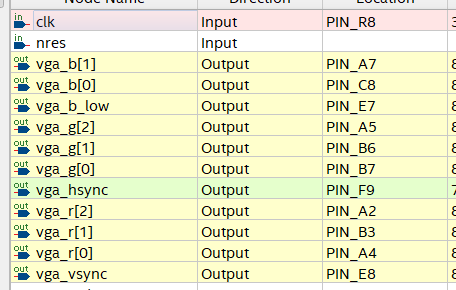 Node Name Direction Location
in clk Input PIN_R8 3
in nres Input
out vga_b[1] Output PIN_A7 8
out vga_b[0] Output PIN_C8 8
out vga_b_low Output PIN_E7 8
out vga_g[2] Output PIN_A5 8
out vga_g[1] Output PIN_B6 8
out vga_g[0] Output PIN_B7 8
out vga_hsync Output PIN_F9 7
out vga_r[2] Output PIN_A2 8
out vga_r[1] Output PIN_B3 8
out vga_r[0] Output PIN_A4 8
out vga_vsync Output PIN_E8 8